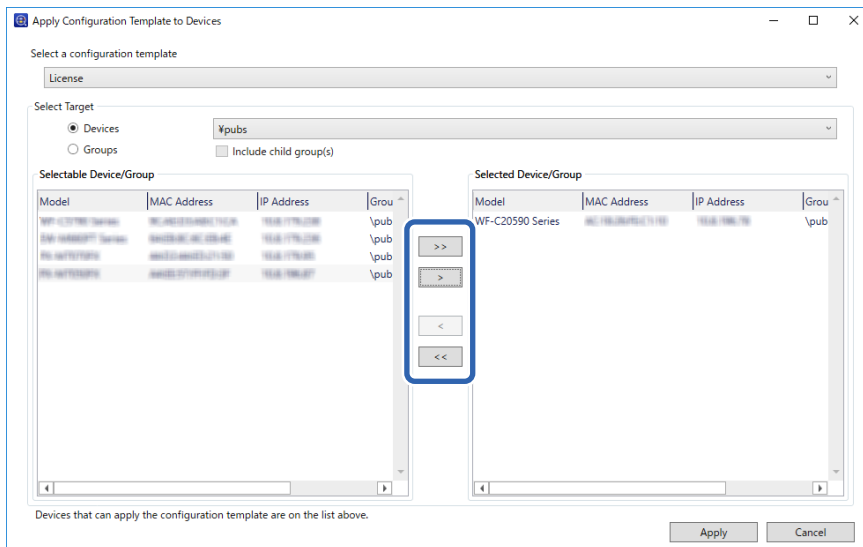 Apply Configuration Template to Devices
Select a configuration template
License
Select Target
Devices
¥pubs
Groups
Include child group(s)
Selectable Device/Group
Selected Device/Group
Model MAC Address IP Address Grou
Model MAC Address IP Address Grou
\pub
WF-C20590 Series \pub
\pub
\pub
\pub
>>
>
<
<<
Devices that can apply the configuration template are on the list above.
Apply Cancel